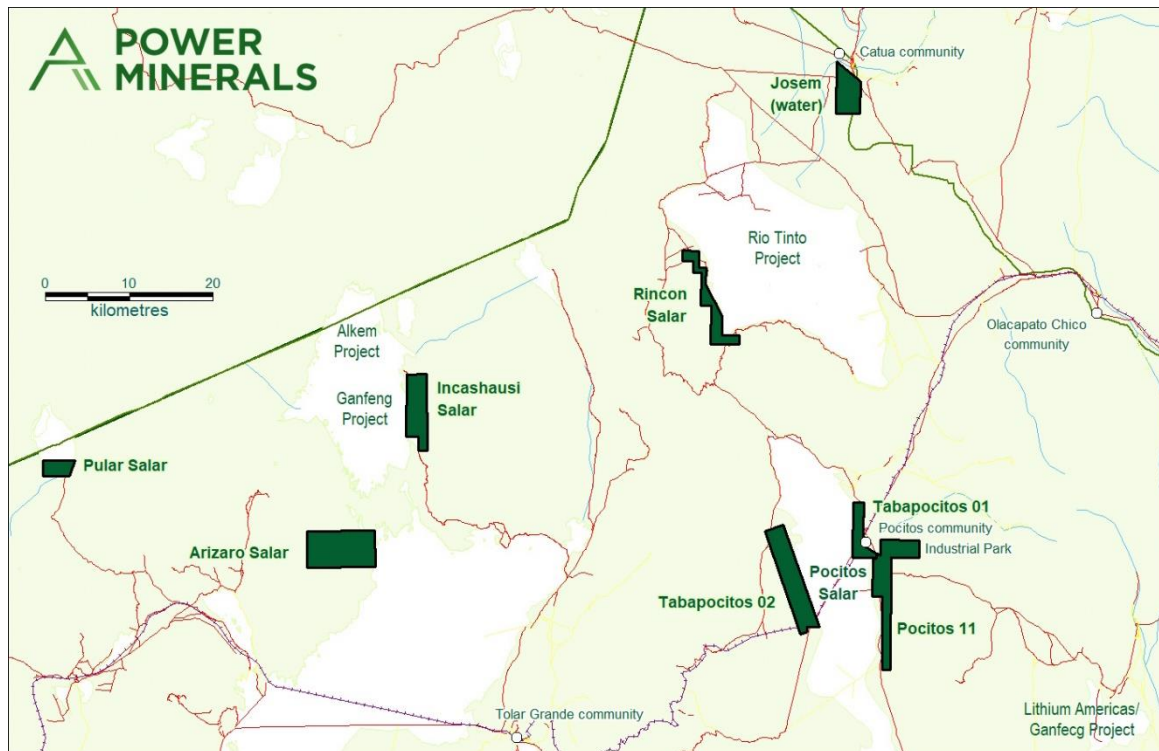 POWER
MINERALS
Catua community
Josem
(water)
Rio Tinto
Project
0 10 20
kilometres
Rincon
Salar
Olacapato Chico
community
Alkem
Project
Ganfeng
Project
Incashausi
Salar
Pular Salar
Tabapocitos 01
Pocitos community
Industrial Park
Arizaro Salar
Pocitos
Salar
Tabapocitos 02
Pocitos 11
Tolar Grande community
Lithium Americas/
Ganfecg Project